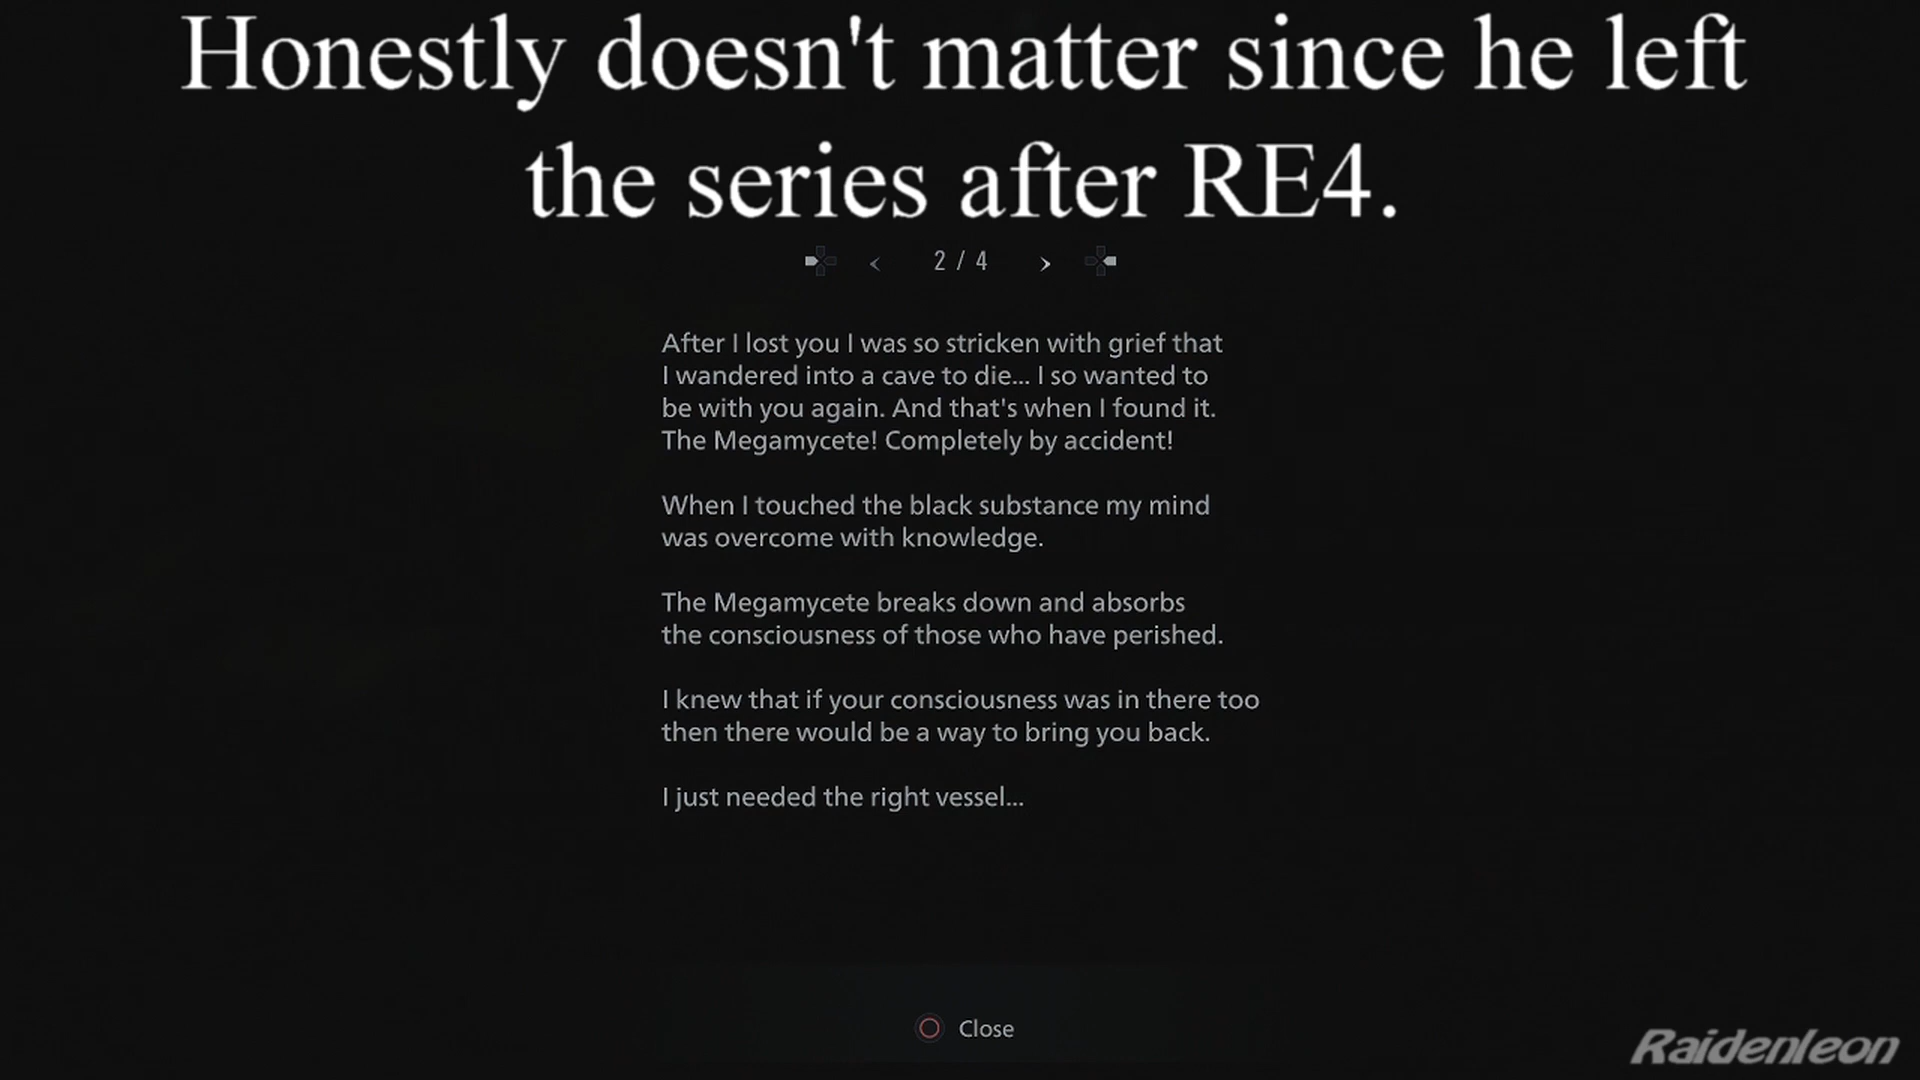 Honestly doesn't matter since he left
the series after RE4.
< 2 / 4 >
After I lost you I was so stricken with grief that
I wandered into a cave to die... I so wanted to
be with you again. And that's when I found it.
The Megamycete! Completely by accident!
When I touched the black substance my mind
was overcome with knowledge.
The Megamycete breaks down and absorbs
the consciousness of those who have perished.
I knew that if your consciousness was in there too
then there would be a way to bring you back.
I just needed the right vessel...
Close
Raidenleon